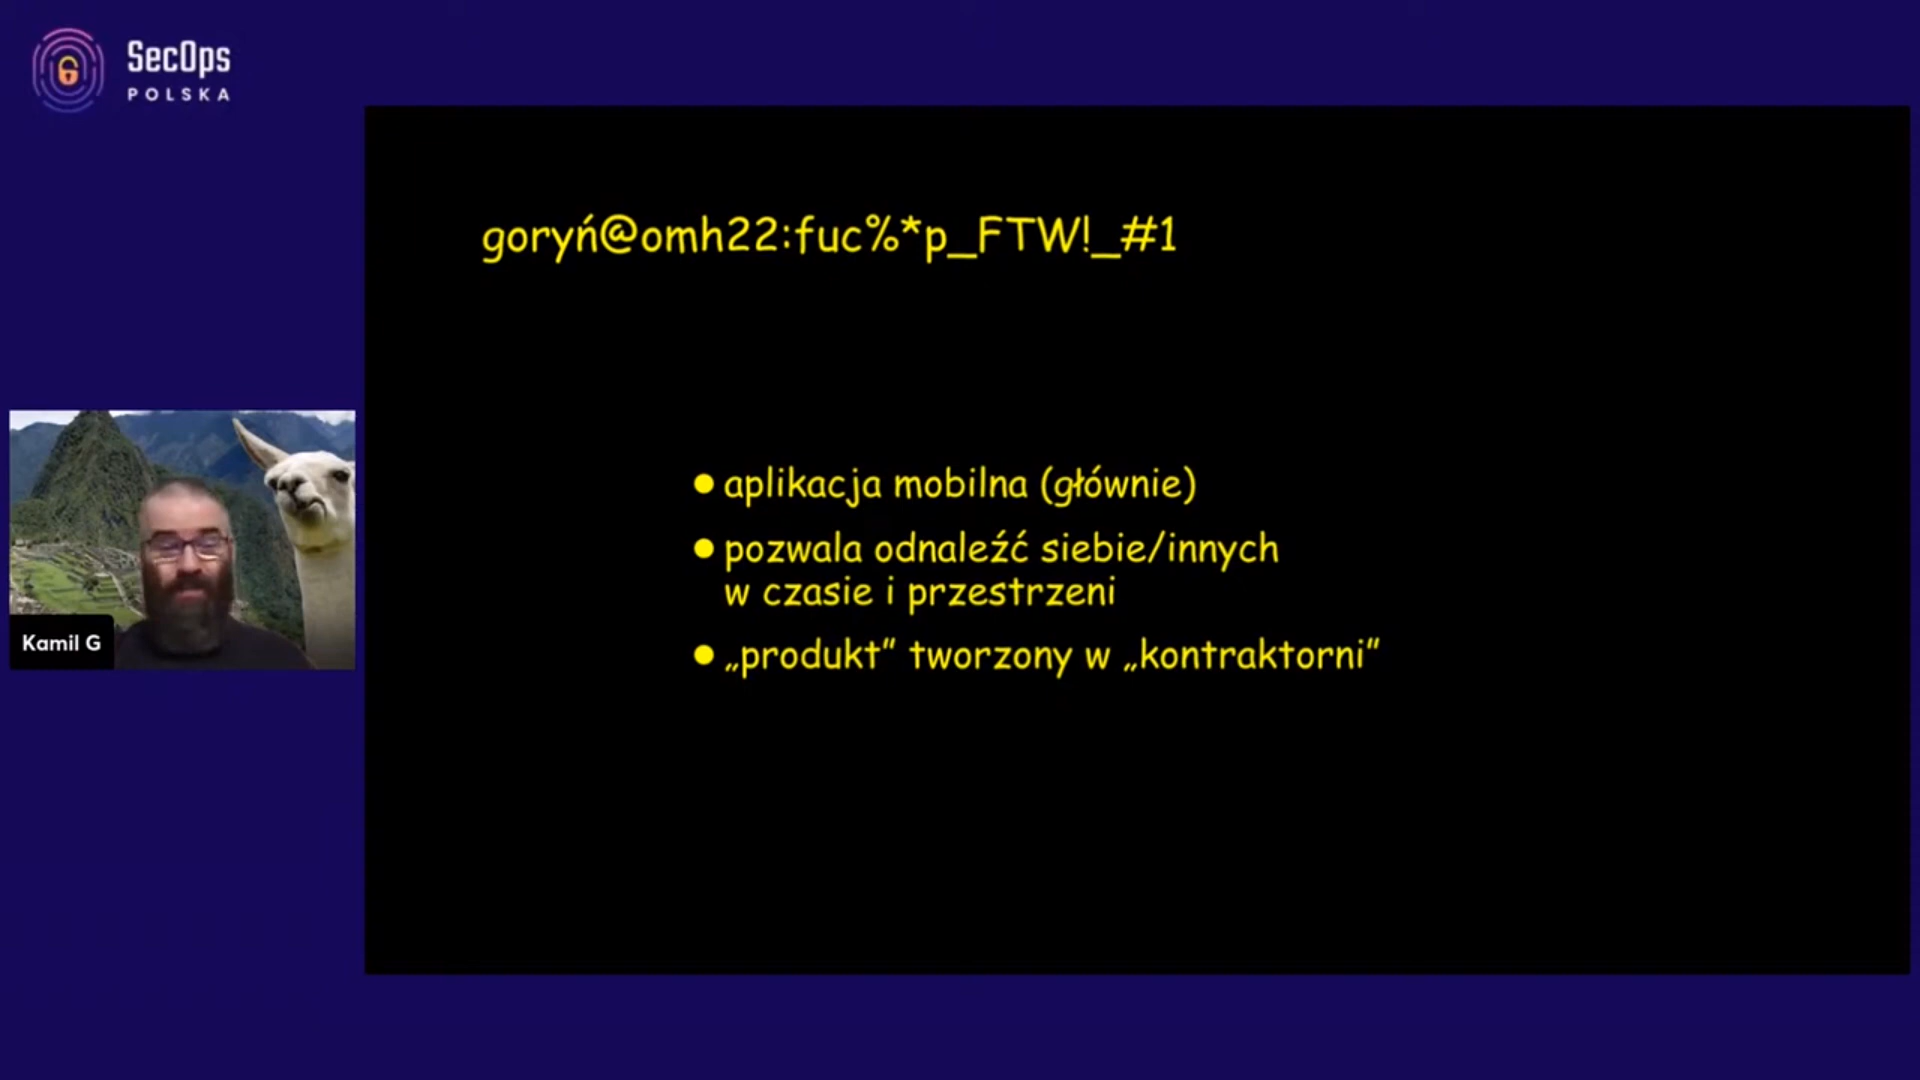 SecOps
POLSKA
goryń@omh22:fuc%*p_FTW!_#1
● aplikacja mobilna (głównie)
● pozwala odnaleźć siebie/innych
w czasie i przestrzeni
● „produkt” tworzony w „kontraktorni”
Kamil G